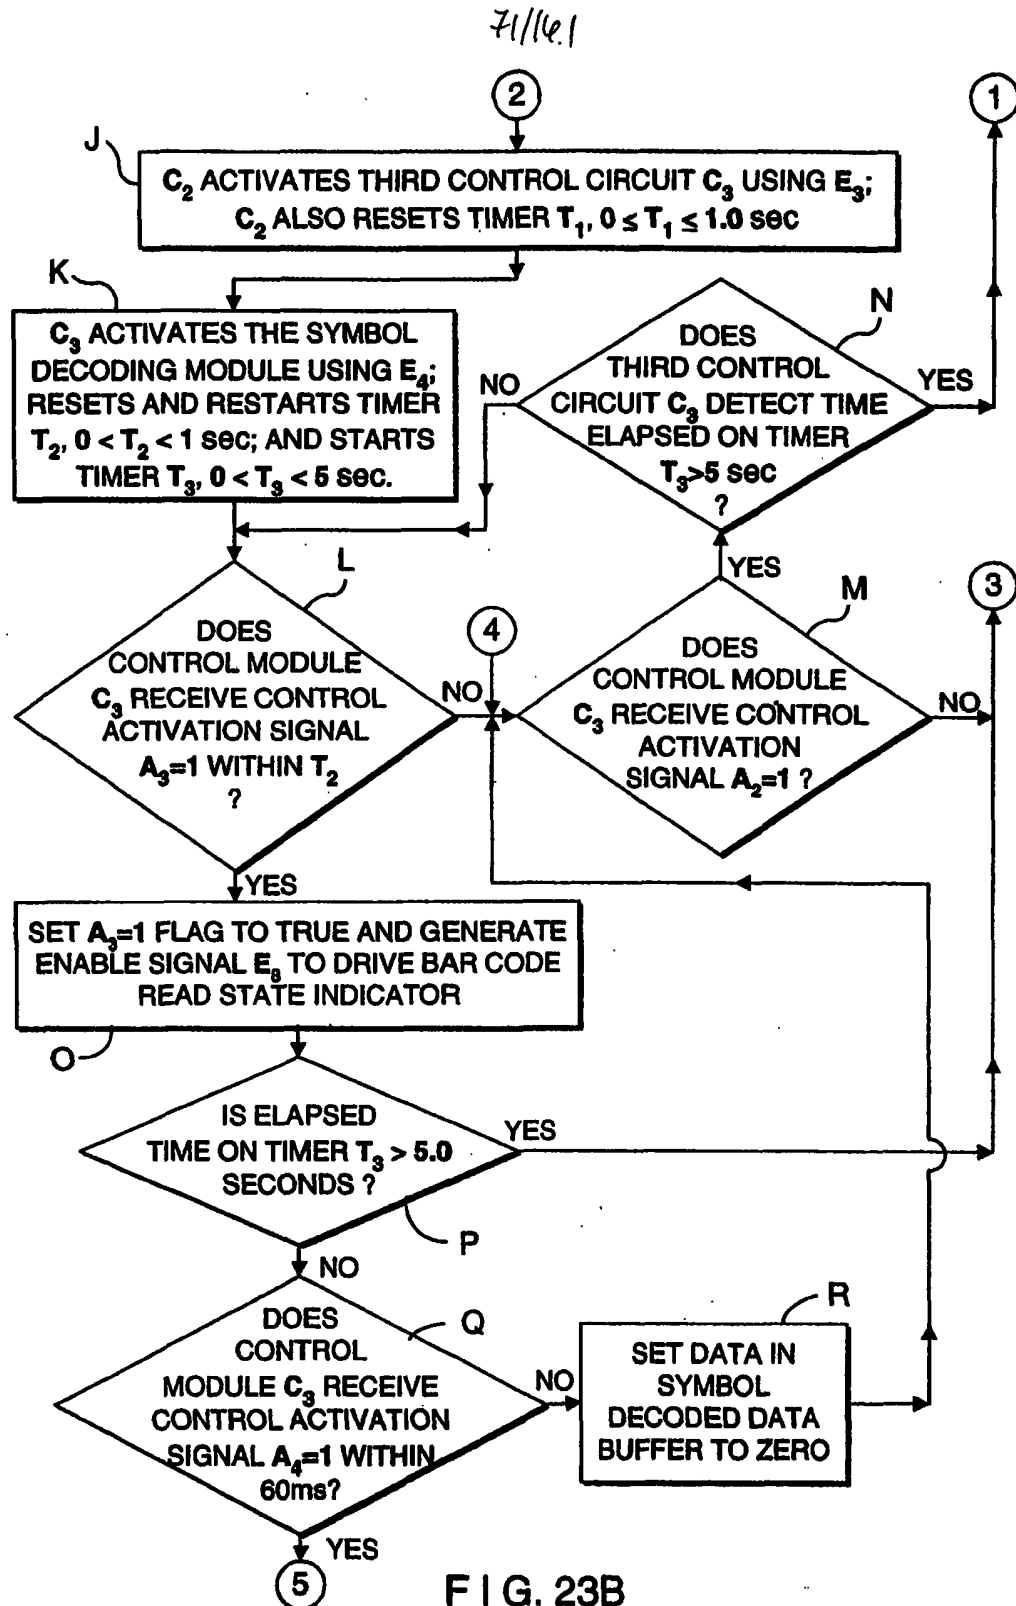 71/16.1
2
1
J
C2 ACTIVATES THIRD CONTROL CIRCUIT C3 USING E3;
C2 ALSO RESETS TIMER T1, 0 ≤ T1 ≤ 1.0 sec
K
C3 ACTIVATES THE SYMBOL
DECODING MODULE USING E4;
RESETS AND RESTARTS TIMER
T2, 0 < T2 < 1 sec; AND STARTS
TIMER T3, 0 < T3 < 5 sec.
N
DOES
THIRD CONTROL
CIRCUIT C3 DETECT TIME
ELAPSED ON TIMER
T3>5 sec
?
NO
YES
L
DOES
CONTROL MODULE
C3 RECEIVE CONTROL
ACTIVATION SIGNAL
A3=1 WITHIN T2
?
NO
4
YES
M
DOES
CONTROL MODULE
C3 RECEIVE CONTROL
ACTIVATION
SIGNAL A2=1 ?
NO
3
YES
SET A3=1 FLAG TO TRUE AND GENERATE
ENABLE SIGNAL E8 TO DRIVE BAR CODE
READ STATE INDICATOR
O
IS ELAPSED
TIME ON TIMER T3 > 5.0
SECONDS ?
YES
P
NO
DOES
CONTROL
MODULE C3 RECEIVE
CONTROL ACTIVATION
SIGNAL A4=1 WITHIN
60ms?
Q
NO
R
SET DATA IN
SYMBOL
DECODED DATA
BUFFER TO ZERO
YES
5
FIG. 23B